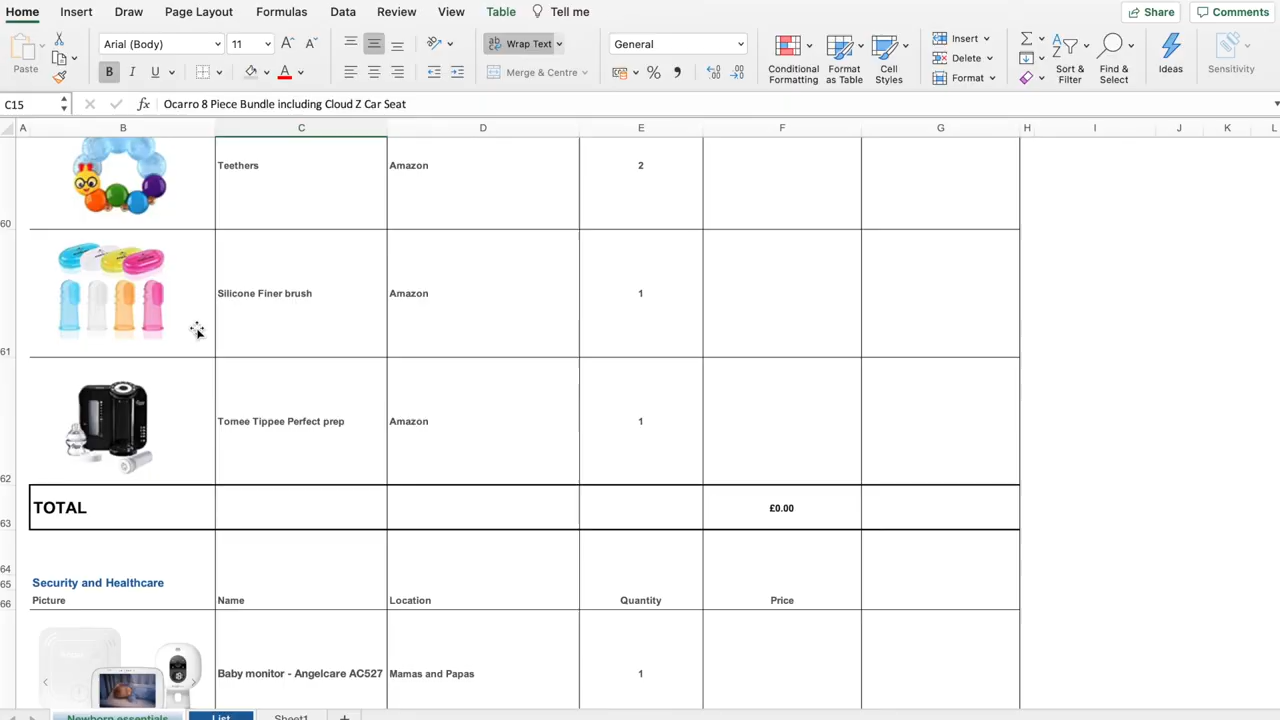 Home Insert Draw Page Layout Formulas Data Review View Table Tell me Share Comments
Paste Arial (Body) 11 A A Wrap Text General Conditional Formatting Format as Table Cell Styles Insert Sort & Filter Find & Select Ideas Sensitivity
B I U A Merge & Centre % Delete
Format
C15 fx Ocarro 8 Piece Bundle including Cloud Z Car Seat
A B C D E F G H I J K L
Teethers Amazon 2
60
Silicone Finer brush Amazon 1
61
Tomee Tippee Perfect prep Amazon 1
62
TOTAL £0.00
63
64
65 Security and Healthcare
66 Picture Name Location Quantity Price
Baby monitor - Angelcare AC527 Mamas and Papas 1
Newborn essentials List Sheet1 +